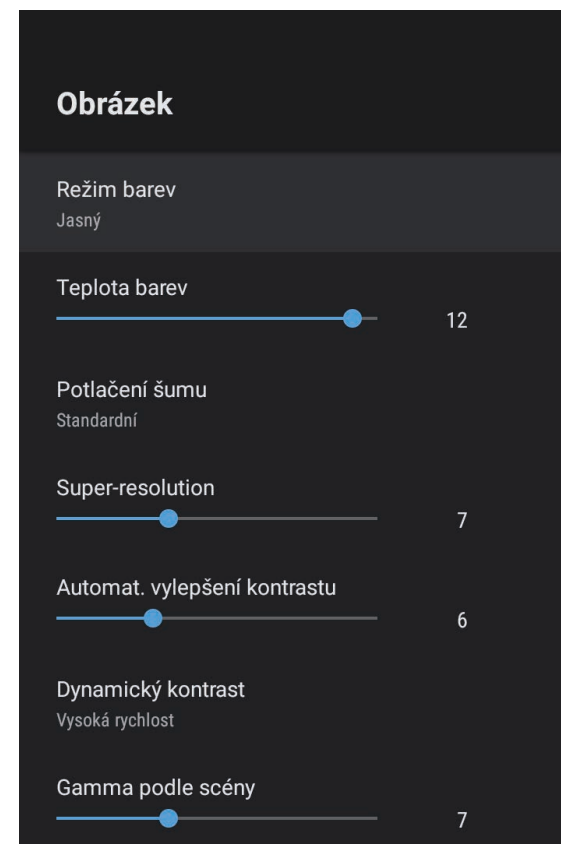 Obrázek
Režim barev
Jasný
Teplota barev
12
Potlačení šumu
Standardní
Super-resolution
7
Automat. vylepšení kontrastu
6
Dynamický kontrast
Vysoká rychlost
Gamma podle scény
7